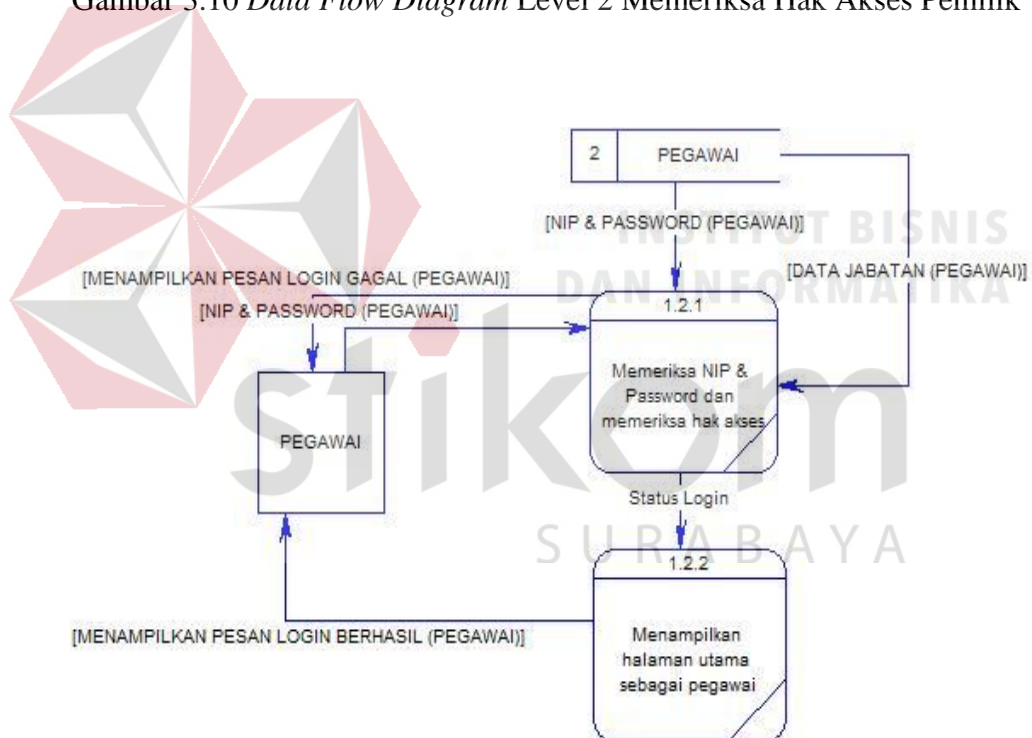 Gambar 3.10 Data Flow Diagram Level 2 Memeriksa Hak Akses Pemilik
2 PEGAWAI
[NIP & PASSWORD (PEGAWAI)]
INSTITUT BISNIS
DAN INFORMATIKA
[DATA JABATAN (PEGAWAI)]
[MENAMPILKAN PESAN LOGIN GAGAL (PEGAWAI)]
[NIP & PASSWORD (PEGAWAI)]
1.2.1
Memeriksa NIP &
Password dan
memeriksa hak akses
PEGAWAI
stikom
Status Login
SURABAYA
1.2.2
[MENAMPILKAN PESAN LOGIN BERHASIL (PEGAWAI)]
Menampilkan
halaman utama
sebagai pegawai